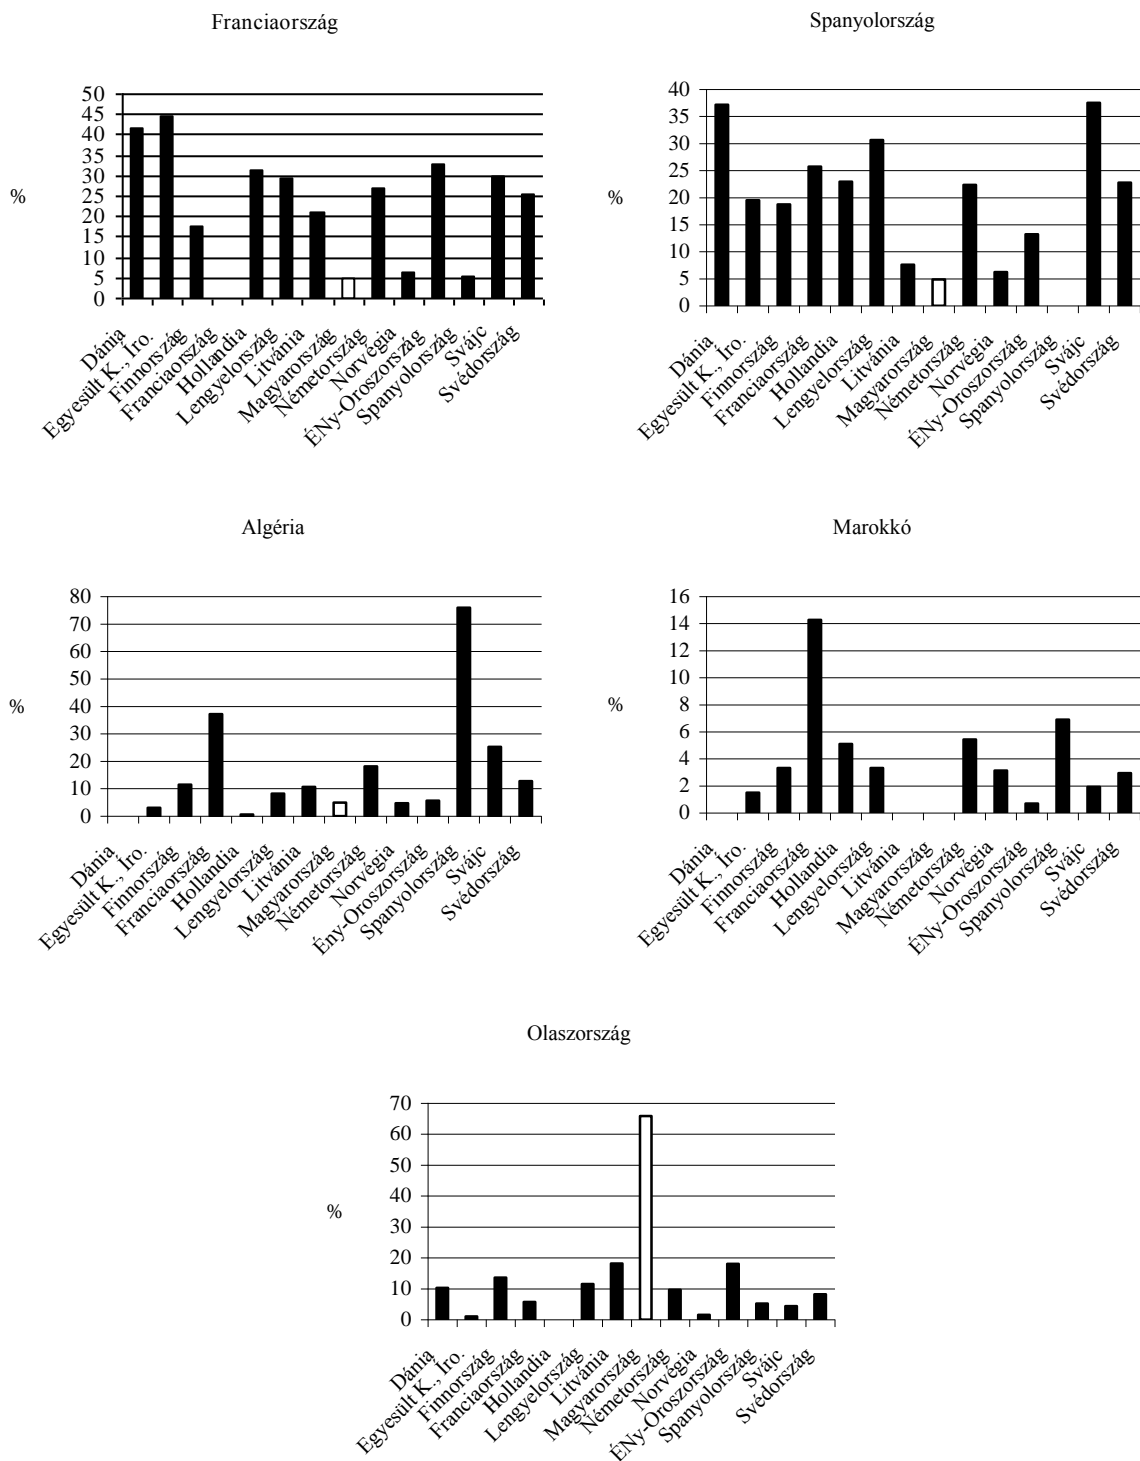 Franciaország
50
45
40
35
30
25
20
15
10
5
0
%
Dánia
Egyesült K., Íro.
Finnország
Franciaország
Hollandia
Lengyelország
Litvánia
Magyarország
Németország
Norvégia
ÉNy-Oroszország
Spanyolország
Svájc
Svédország
Spanyolország
40
35
30
25
20
15
10
5
0
%
Dánia
Egyesült K., Íro.
Finnország
Franciaország
Hollandia
Lengyelország
Litvánia
Magyarország
Németország
Norvégia
ÉNy-Oroszország
Spanyolország
Svájc
Svédország
Algéria
80
70
60
50
40
30
20
10
0
%
Dánia
Egyesült K., Íro.
Finnország
Franciaország
Hollandia
Lengyelország
Litvánia
Magyarország
Németország
Norvégia
Ény-Oroszország
Spanyolország
Svájc
Svédország
Marokkó
16
14
12
10
8
6
4
2
0
%
Dánia
Egyesült K., Íro.
Finnország
Franciaország
Hollandia
Lengyelország
Litvánia
Magyarország
Németország
Norvégia
ÉNy-Oroszország
Spanyolország
Svájc
Svédország
Olaszország
70
60
50
40
30
20
10
0
%
Dánia
Egyesült K., Íro.
Finnország
Franciaország
Hollandia
Lengyelország
Litvánia
Magyarország
Németország
Norvégia
ÉNy-Oroszország
Spanyolország
Svájc
Svédország